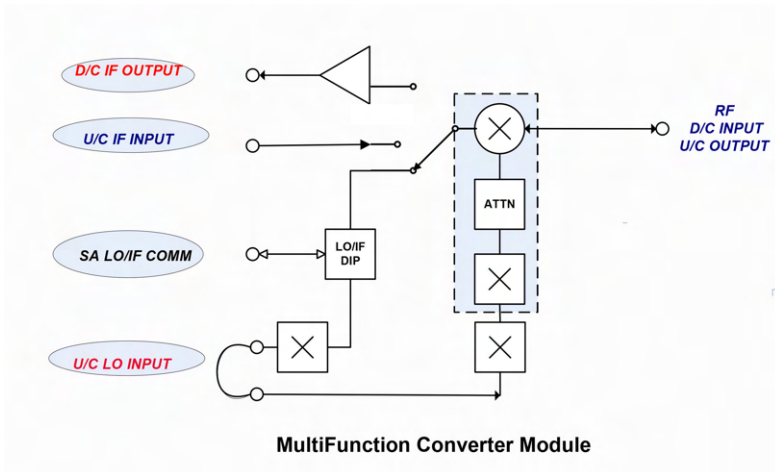 D/C IF OUTPUT
U/C IF INPUT
RF
D/C INPUT
U/C OUTPUT
ATTN
SA LO/IF COMM
LO/IF
DIP
U/C LO INPUT
MultiFunction Converter Module